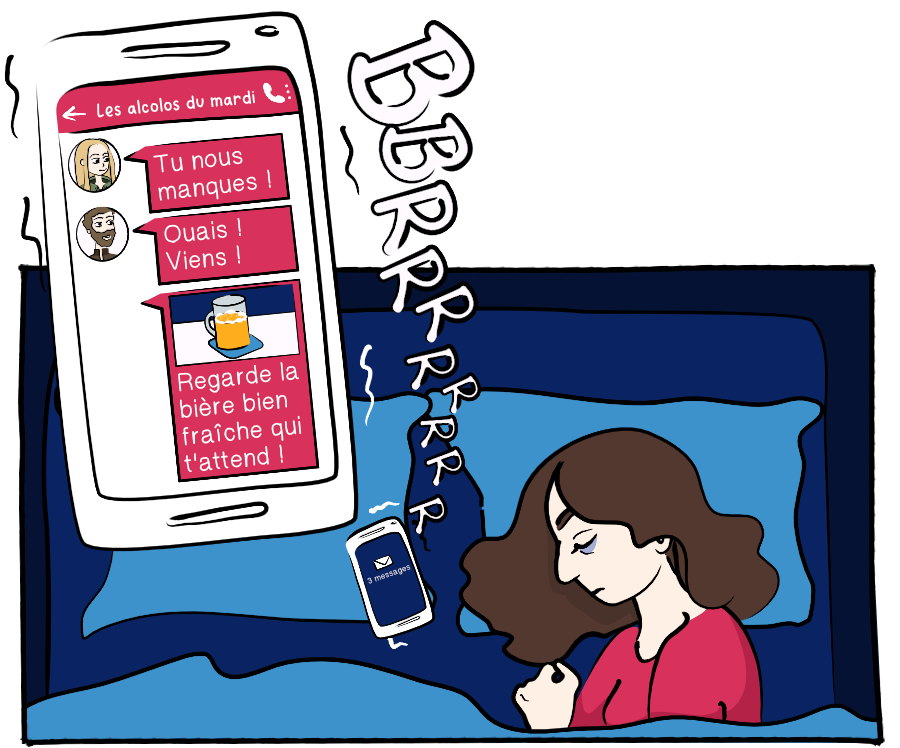 Les alcolos du mardi
Tu nous
manques !
Ouais !
Viens !
Regarde la
bière bien
fraîche qui
t'attend !
BBRRRRRRRR
3 messages